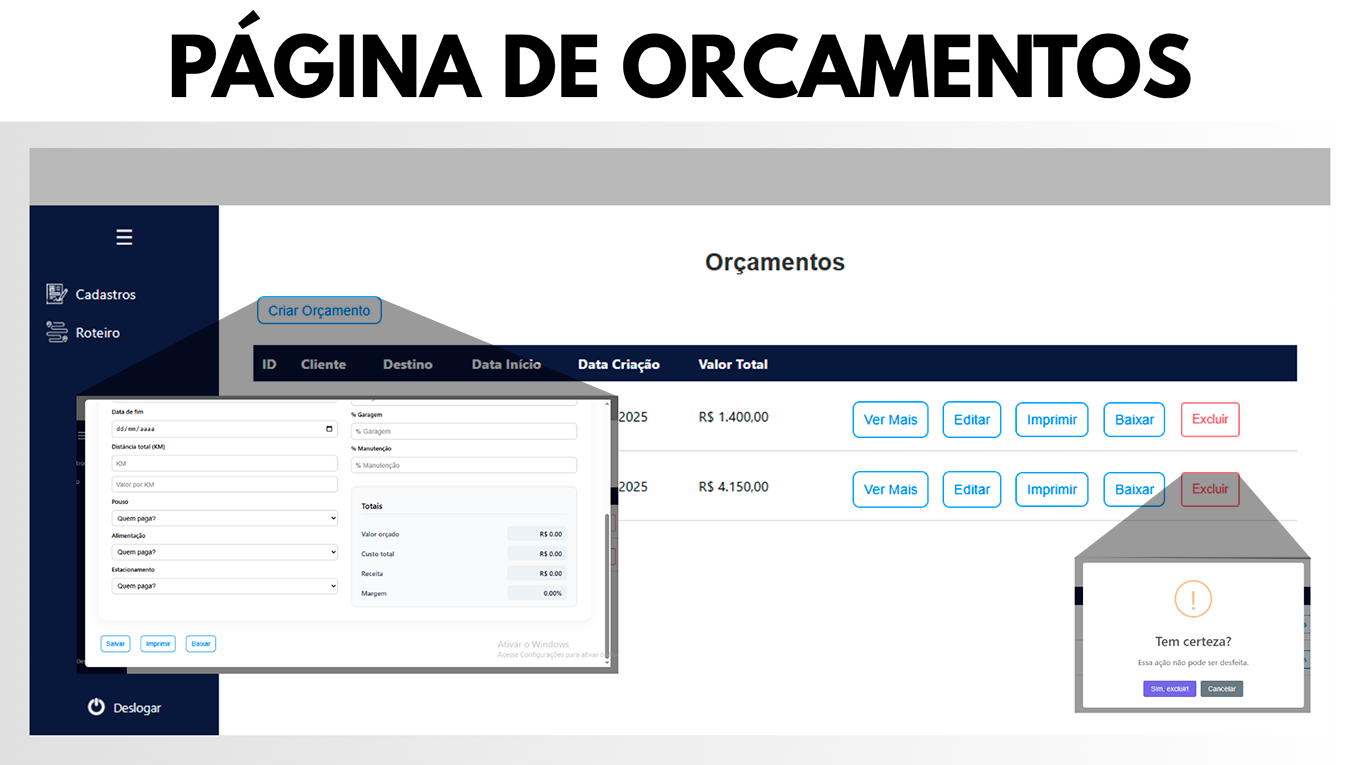 PÁGINA DE ORCAMENTOS
Orçamentos
Cadastros
Roteiro
Criar Orçamento
ID Cliente Destino Data Início Data Criação Valor Total
2025 R$ 1.400,00 Ver Mais Editar Imprimir Baixar Excluir
2025 R$ 4.150,00 Ver Mais Editar Imprimir Baixar Excluir
Data de fim
dd/mm/aaaa
Distância total (KM)
KM
Valor por KM
Pouso
Quem paga?
Alimentação
Quem paga?
Estacionamento
Quem paga?
% Garagem
% Garagem
% Manutenção
% Manutenção
Totais
Valor orçado R$ 0.00
Custo total R$ 0.00
Receita R$ 0.00
Margem 0.00%
Salvar Imprimir Baixar
Ativar o Windows
Acesse Configurações para ativar o
Tem certeza?
Essa ação não pode ser desfeita.
Sim, excluir! Cancelar
Deslogar